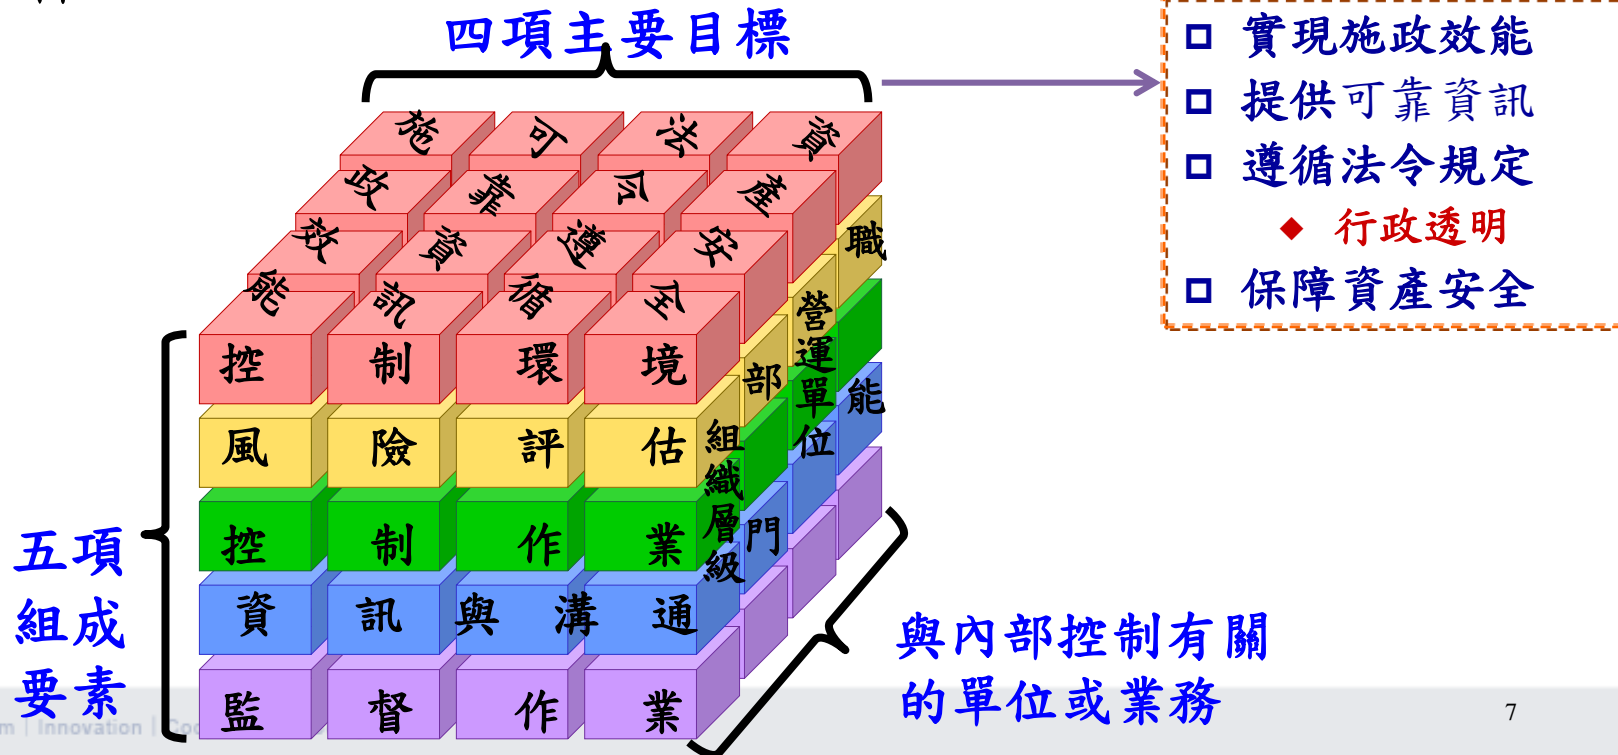 四項主要目標
實現施政效能
提供可靠資訊
遵循法令規定
行政透明
保障資產安全
施政效能
可靠資訊
法令遵循
資產安全
控制環境
風險評估
控制作業
資訊與溝通
監督作業
組織層級
部門
營運單位
職能
五項
組成
要素
與內部控制有關
的單位或業務
m | Innovation |
7